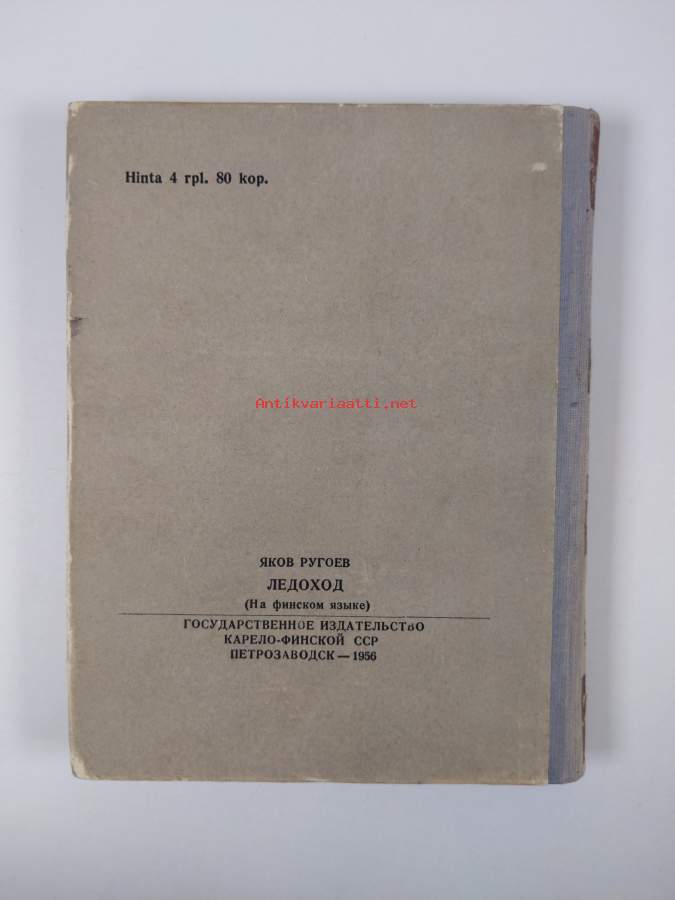 Hinta 4 rpl. 80 kop.
Antikvariaatti.net
ЯКОВ РУГОЕВ
ЛЕДОХОД
(На финском языке)
ГОСУДАРСТВЕННОЕ ИЗДАТЕЛЬСТВО
КАРЕЛО-ФИНСКОЙ ССР
ПЕТРОЗАВОДСК — 1956